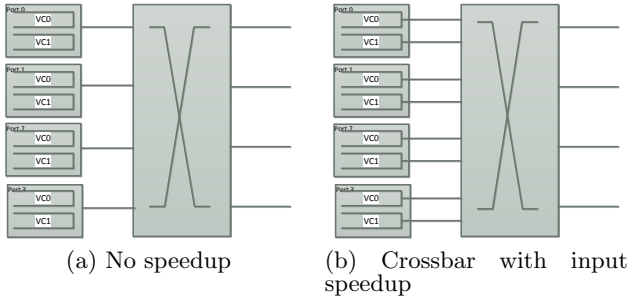 Port 0
VC0
VC1
Port 1
VC0
VC1
Port 2
VC0
VC1
Port 3
VC0
VC1
(a) No speedup
Port 0
VC0
VC1
Port 1
VC0
VC1
Port 2
VC0
VC1
Port 3
VC0
VC1
(b) Crossbar with input
speedup